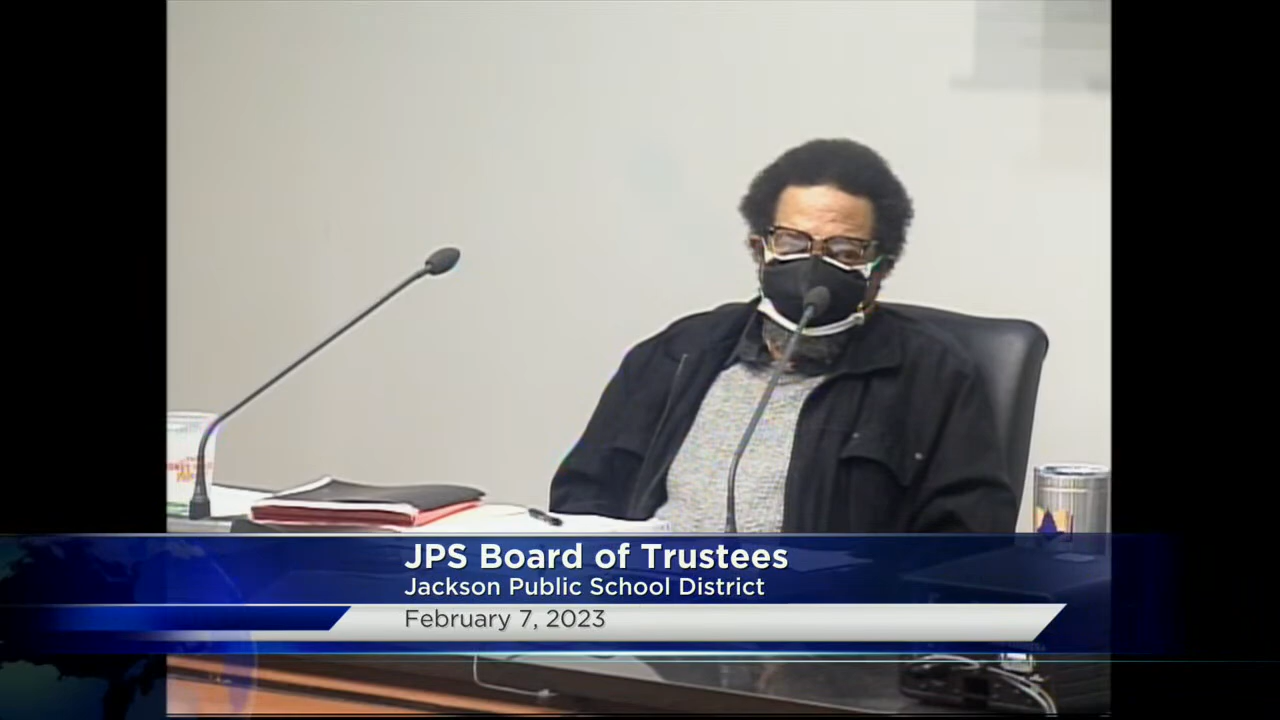 JPS Board of Trustees
Jackson Public School District
February 7, 2023